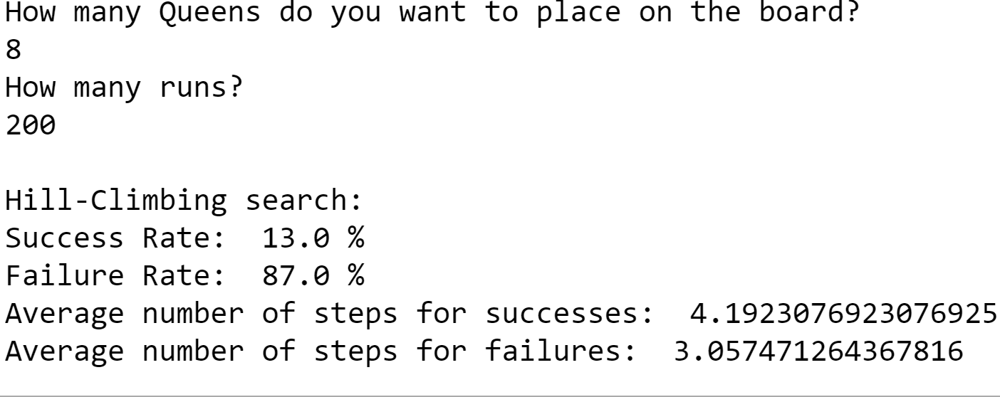 How many Queens do you want to place on the board?
8
How many runs?
200
Hill-Climbing search:
Success Rate:  13.0 %
Failure Rate:  87.0 %
Average number of steps for successes:  4.1923076923076925
Average number of steps for failures:  3.057471264367816